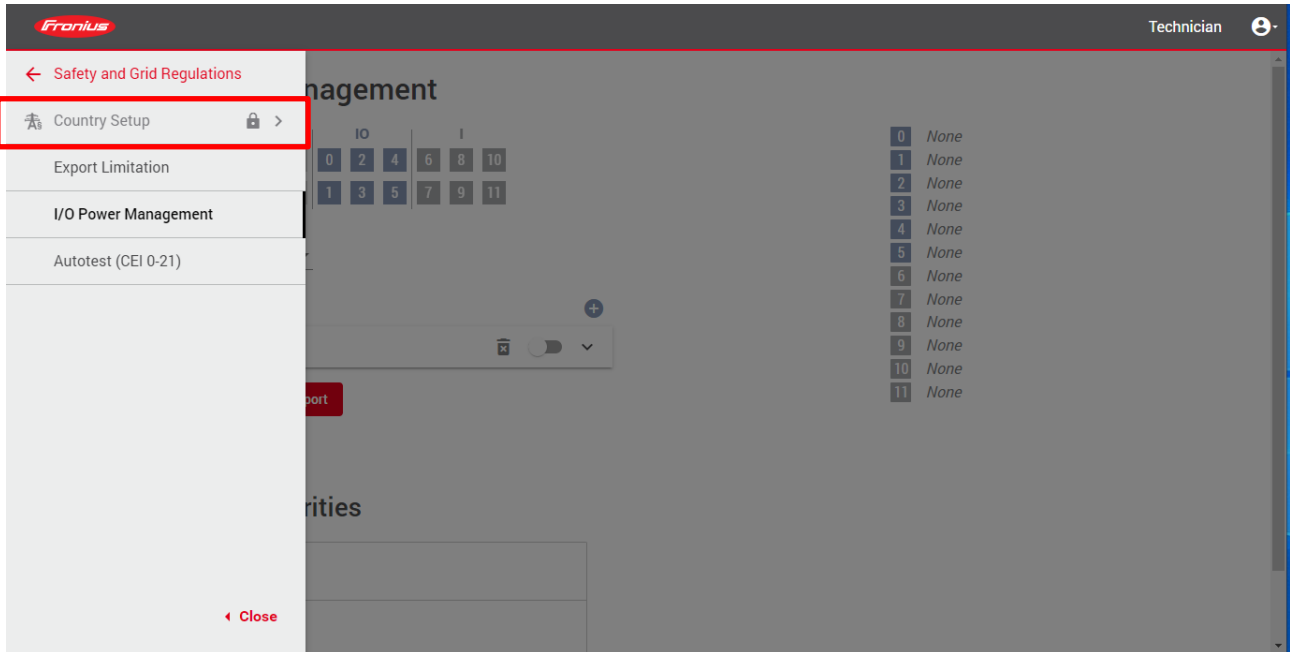 Fronius
Technician
Safety and Grid Regulations
Country Setup
Export Limitation
I/O Power Management
Autotest (CEI 0-21)
Close
nagement
IO I
0 2 4 6 8 10
1 3 5 7 9 11
port
rities
0 None
1 None
2 None
3 None
4 None
5 None
6 None
7 None
8 None
9 None
10 None
11 None